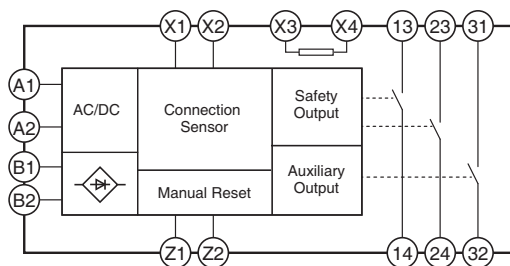 X1 X2 X3 X4 13 23 31
A1
A2
B1
B2
AC/DC
Connection
Sensor
Safety
Output
Manual Reset
Auxiliary
Output
Z1 Z2 14 24 32